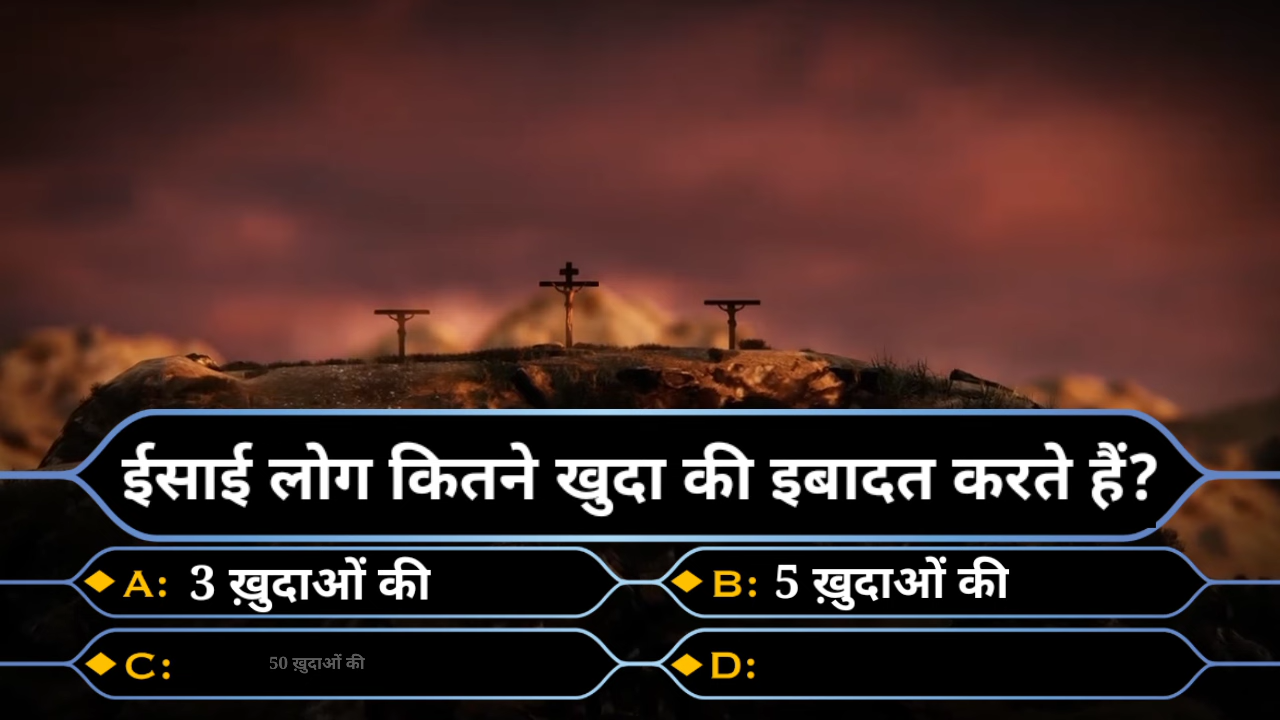 ईसाई लोग कितने खुदा की इबादत करते हैं?
A: 3 ख़ुदाओं की
B: 5 ख़ुदाओं की
C: 50 ख़ुदाओं की
D: